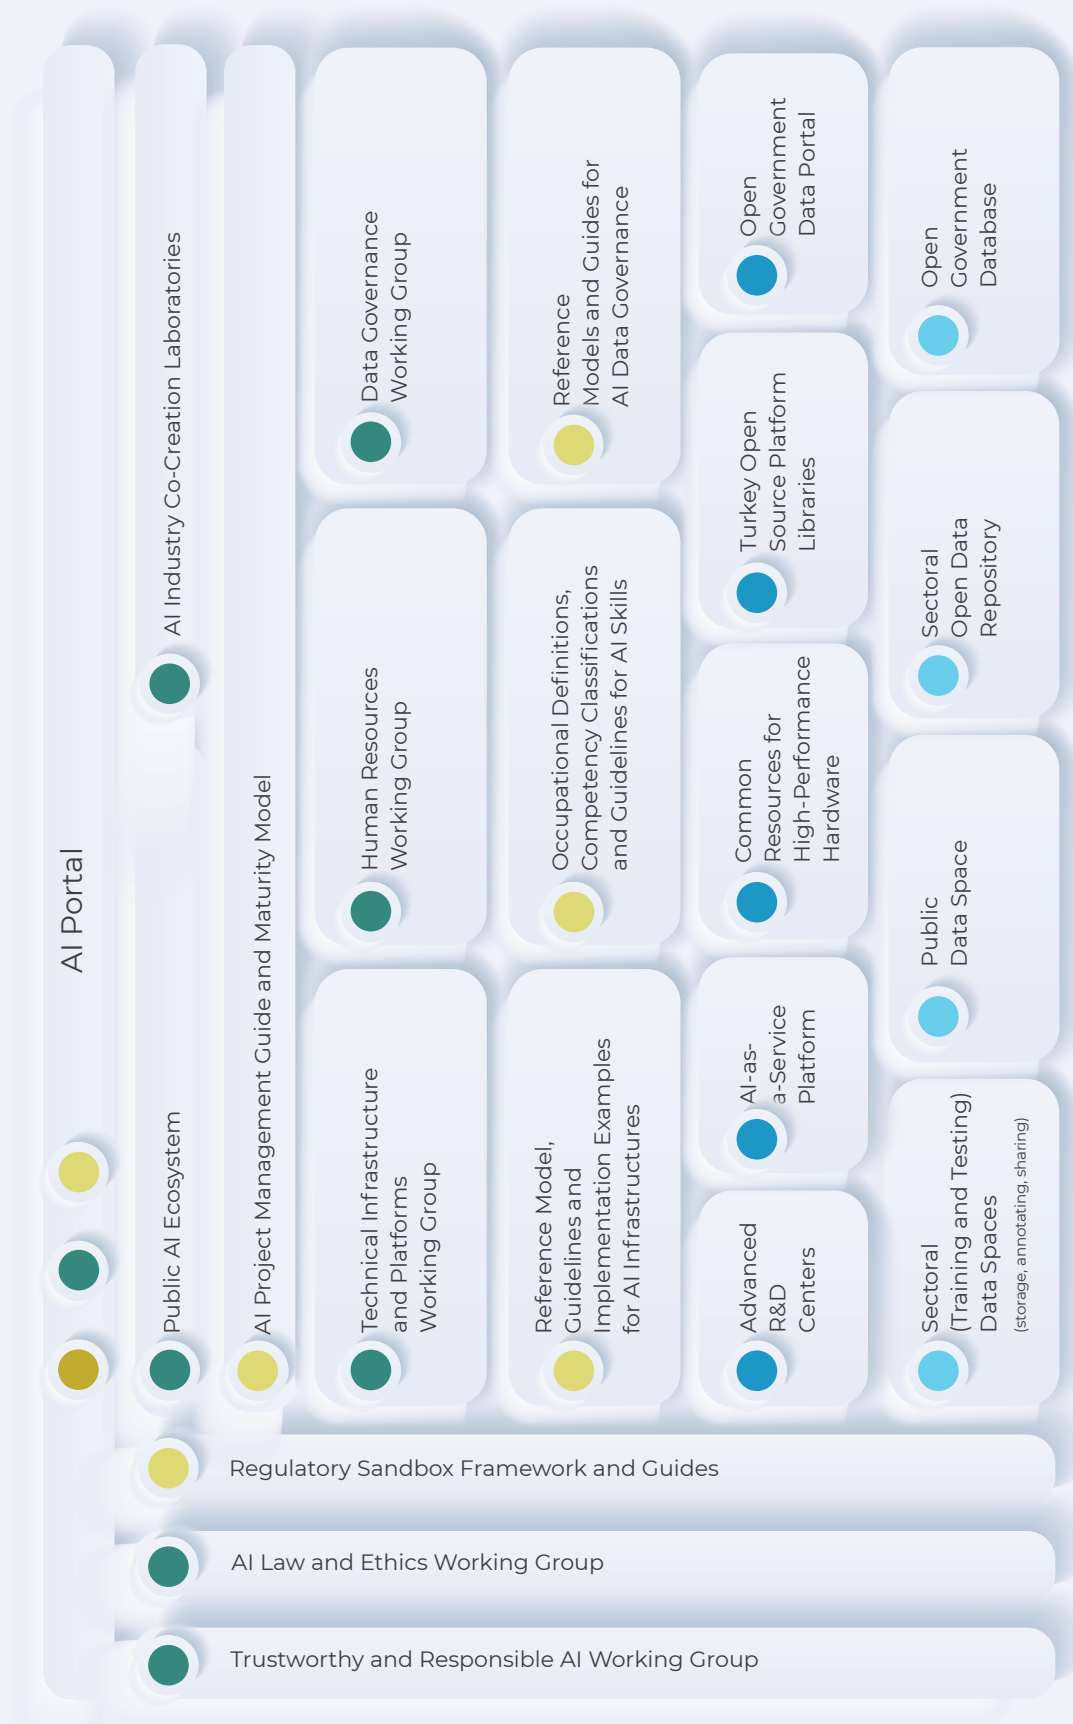 AI Portal
Public AI Ecosystem
AI Industry Co-Creation Laboratories
AI Project Management Guide and Maturity Model
Technical Infrastructure
and Platforms
Working Group
Human Resources
Working Group
Data Governance
Working Group
Reference Model,
Guidelines and
Implementation Examples
for AI Infrastructures
Occupational Definitions,
Competency Classifications
and Guidelines for AI Skills
Reference
Models and Guides for
AI Data Governance
Advanced
R&D
Centers
AI-as-
a-Service
Platform
Common
Resources for
High-Performance
Hardware
Turkey Open
Source Platform
Libraries
Open
Government
Data Portal
Sectoral
(Training and Testing)
Data Spaces
(storage, annotating, sharing)
Public
Data Space
Sectoral
Open Data
Repository
Open
Government
Database
Regulatory Sandbox Framework and Guides
AI Law and Ethics Working Group
Trustworthy and Responsible AI Working Group